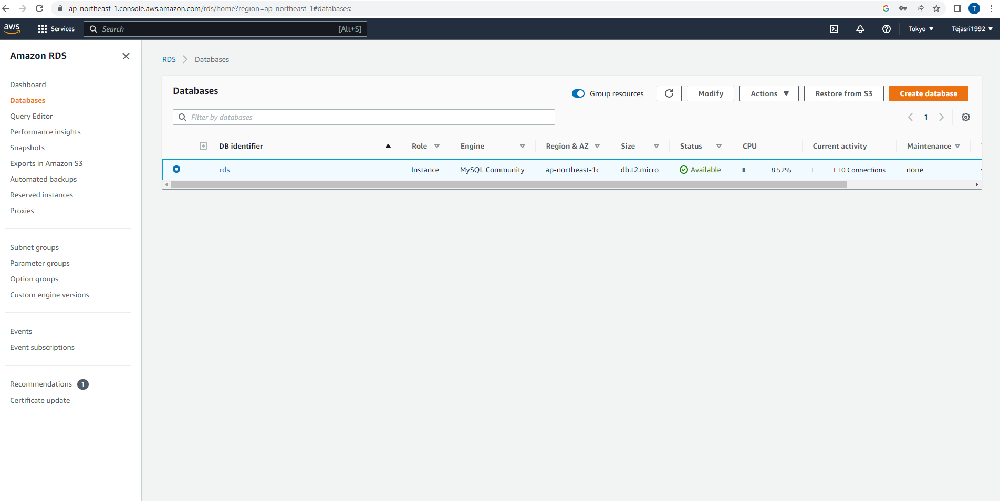 ap-northeast-1.console.aws.amazon.com/rds/home?region=ap-northeast-1#databases:
T
aws
Services
Search
[Alt+S]
Tokyo
Tejasri1992
Amazon RDS
Dashboard
Databases
Query Editor
Performance insights
Snapshots
Exports in Amazon S3
Automated backups
Reserved instances
Proxies
Subnet groups
Parameter groups
Option groups
Custom engine versions
Events
Event subscriptions
Recommendations 1
Certificate update
RDS Databases
Databases
Group resources
Modify
Actions
Restore from S3
Create database
Filter by databases
1
DB identifier Role Engine Region & AZ Size Status CPU Current activity Maintenance
rds Instance MySQL Community ap-northeast-1c db.t2.micro Available 8.52% 0 Connections none